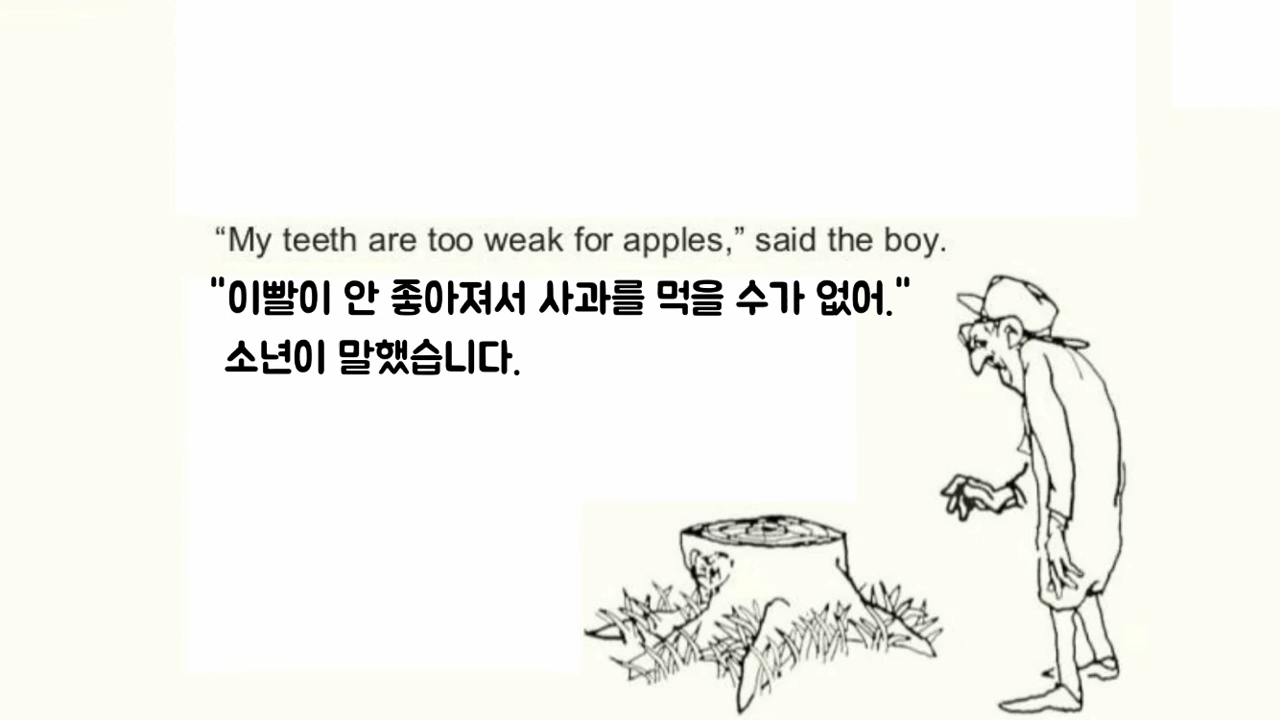 “My teeth are too weak for apples,” said the boy.
"이빨이 안 좋아져서 사과를 먹을 수가 없어."
소년이 말했습니다.